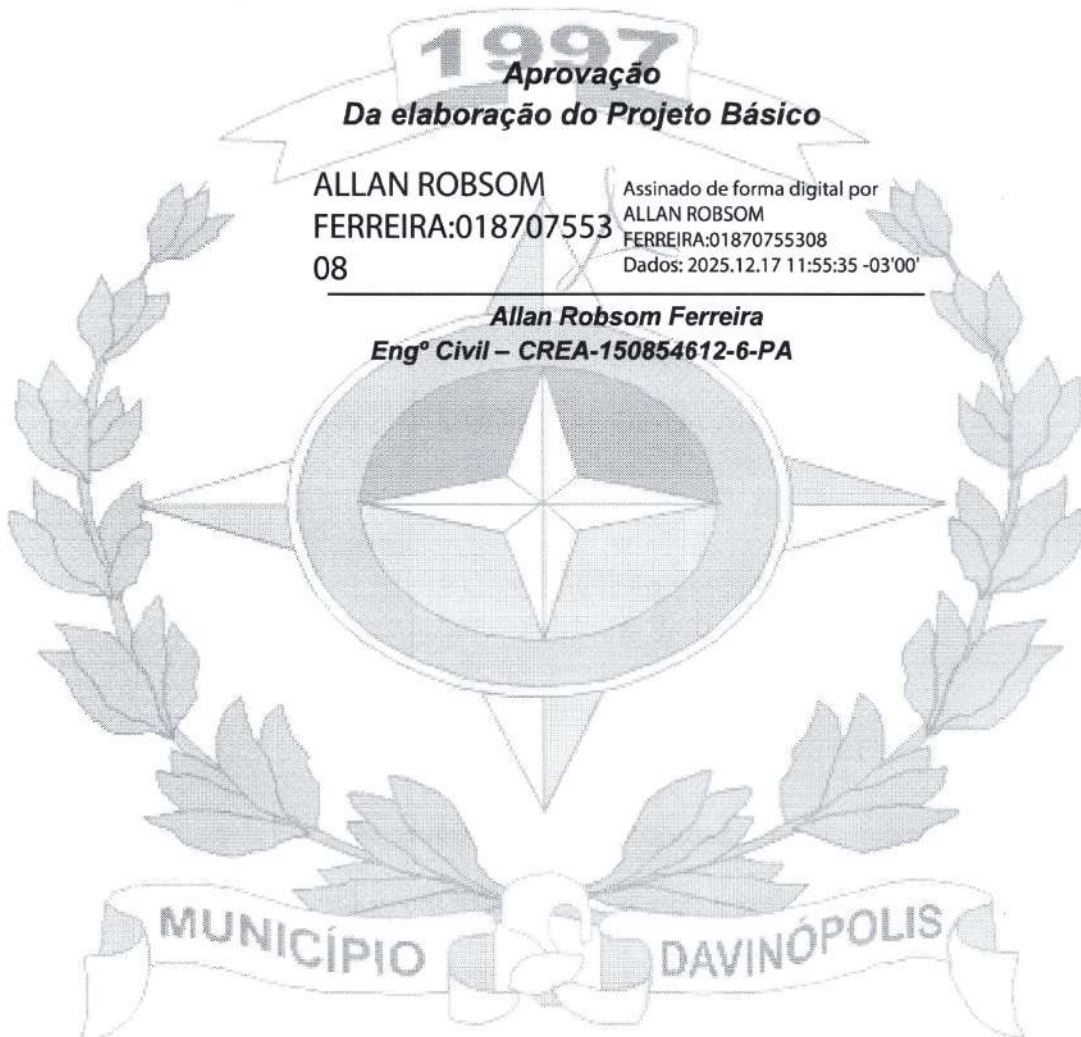 1997
Aprovação
Da elaboração do Projeto Básico
ALLAN ROBSOM
FERREIRA:018707553
08
Assinado de forma digital por
ALLAN ROBSOM
FERREIRA:01870755308
Dados: 2025.12.17 11:55:35 -03'00'
Allan Robsom Ferreira
Engº Civil – CREA-150854612-6-PA
MUNICÍPIO DAVINÓPOLIS